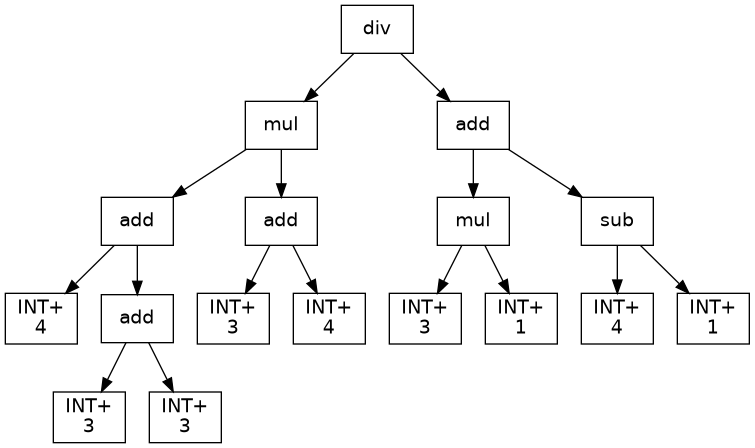 div
mul
add
add
add
mul
sub
INT+
4
add
INT+
3
INT+
4
INT+
3
INT+
1
INT+
4
INT+
1
INT+
3
INT+
3